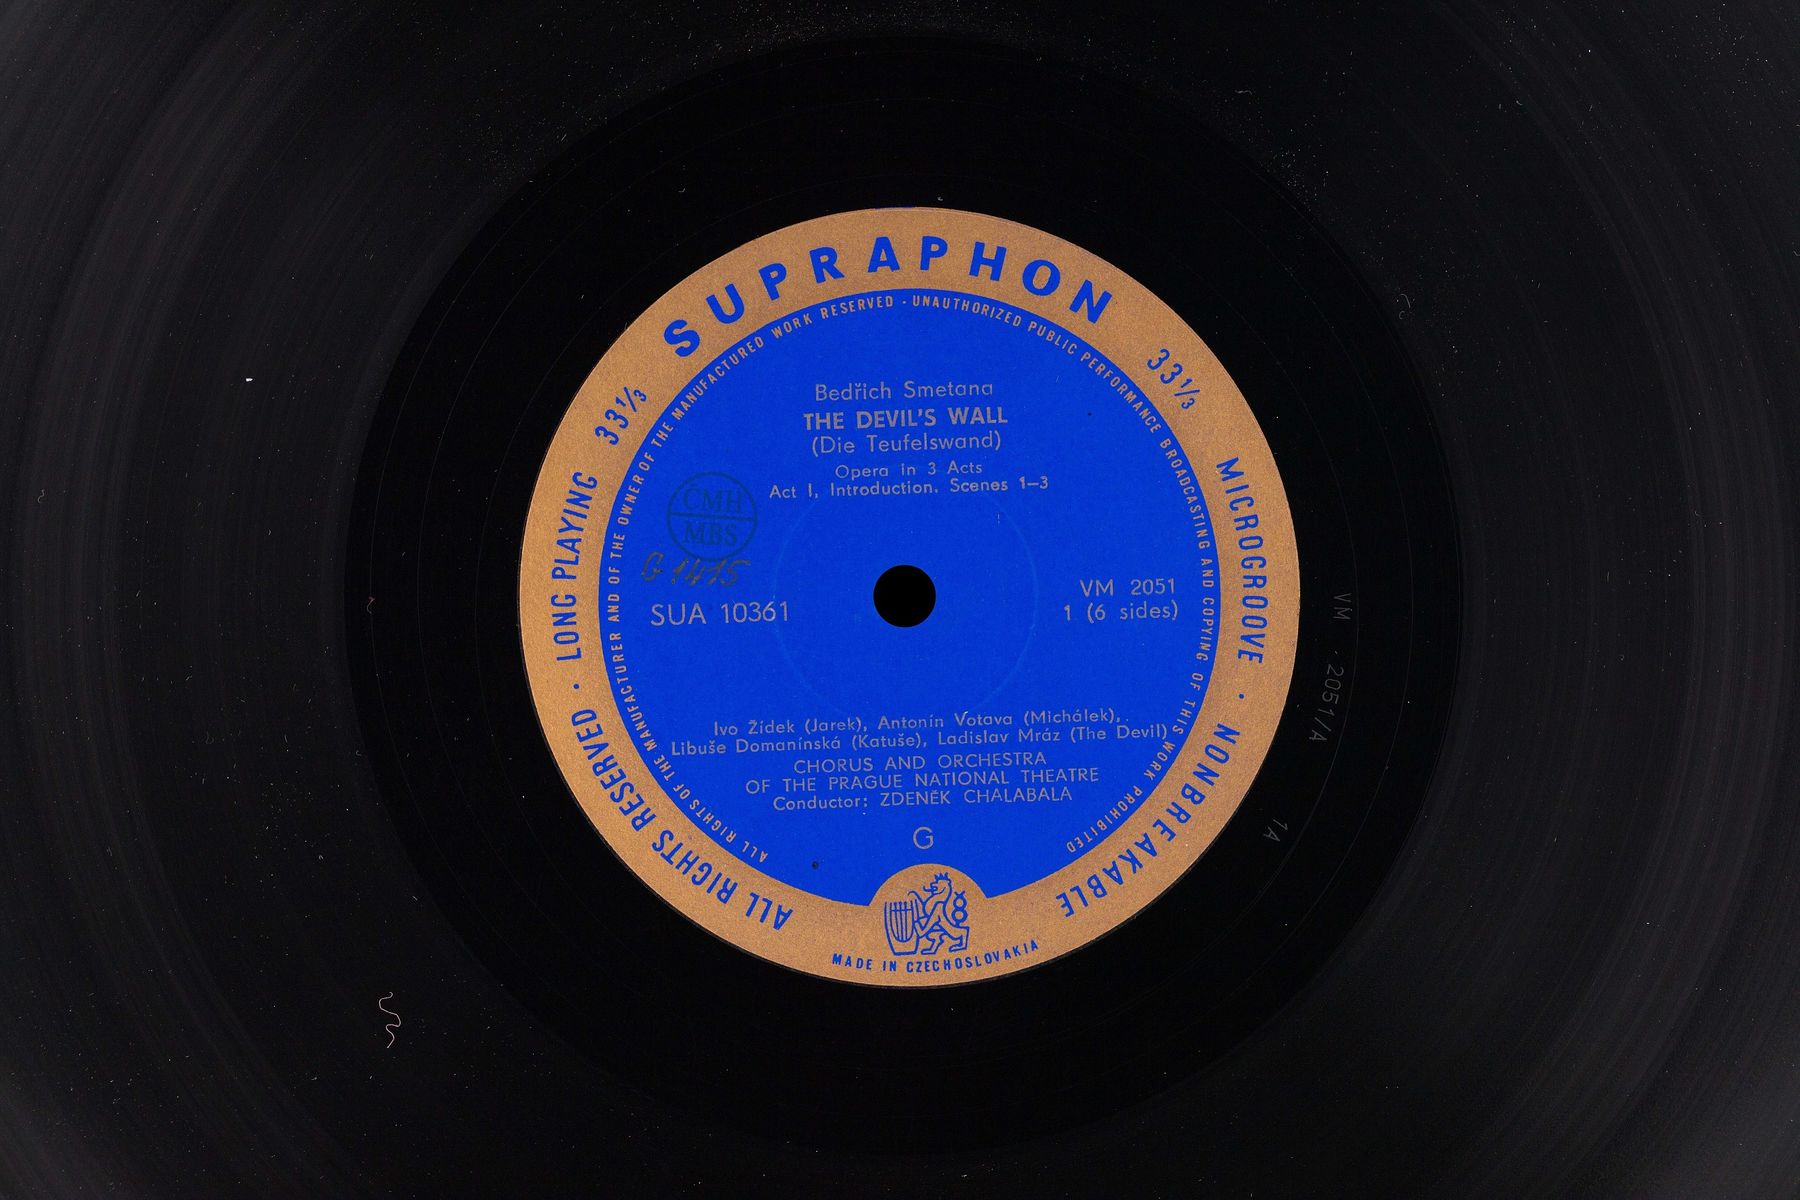 SUPRAPHON
33⅓
33⅓
LONG PLAYING
MICROGROOVE · NONBREAKABLE
ALL RIGHTS RESERVED ·
ALL RIGHTS OF THE MANUFACTURER AND OF THE OWNER OF THE MANUFACTURED WORK RESERVED · UNAUTHORIZED PUBLIC PERFORMANCE BROADCASTING AND COPYING OF THIS WORK PROHIBITED
Bedřich Smetana
THE DEVIL'S WALL
(Die Teufelswand)
Opera in 3 Acts
Act I, Introduction. Scenes 1–3
ČMH
MBS
G 1415
SUA 10361
VM 2051
1 (6 sides)
Ivo Žídek (Jarek), Antonín Votava (Michálek),
Libuše Domanínská (Katuše), Ladislav Mráz (The Devil)
CHORUS AND ORCHESTRA
OF THE PRAGUE NATIONAL THEATRE
Conductor: ZDENĚK CHALABALA
G
MADE IN CZECHOSLOVAKIA
VM · 2051/A
1A